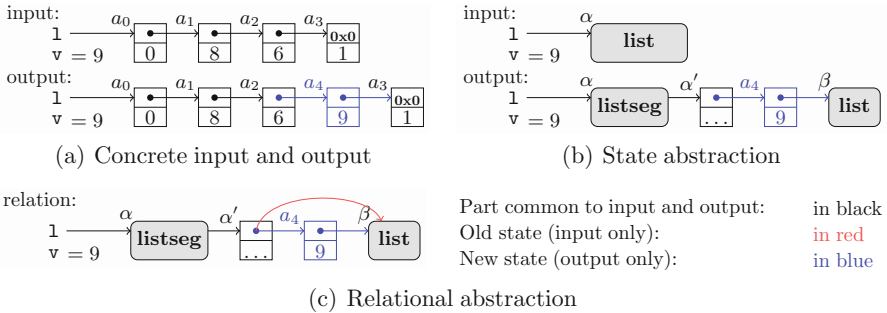 input:
a0 a1 a2 a3
l 0x0
v = 9 0 8 6 1
output:
a0 a1 a2 a4 a3
l 0x0
v = 9 0 8 6 9 1
(a) Concrete input and output
input:
α
l list
v = 9
output:
α α′ a4 β
l listseg list
v = 9 ... 9
(b) State abstraction
relation:
α α′ a4 β
l listseg list
v = 9 ... 9
Part common to input and output: in black
Old state (input only): in red
New state (output only): in blue
(c) Relational abstraction